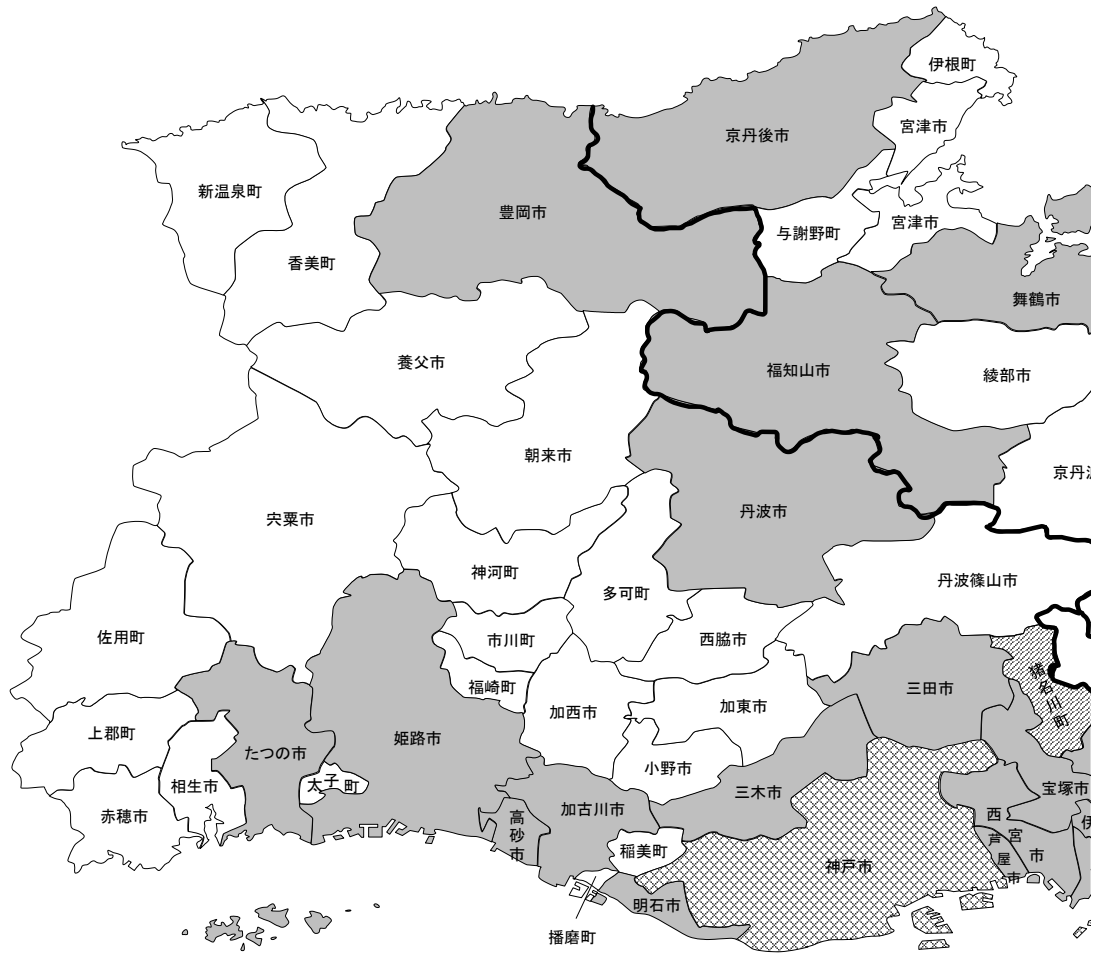 伊根町
宮津市
京丹後市
新温泉町
豊岡市
宮津市
与謝野町
香美町
舞鶴市
養父市
福知山市
綾部市
朝来市
京丹
丹波市
宍粟市
神河町
丹波篠山市
多可町
佐用町
市川町
西脇市
福崎町
三田市
猪名川町
加西市
加東市
上郡町
姫路市
たつの市
小野市
相生市
太子町
三木市
宝塚市
赤穂市
加古川市
高砂市
西宮市
伊
芦屋市
稲美町
神戸市
明石市
播磨町